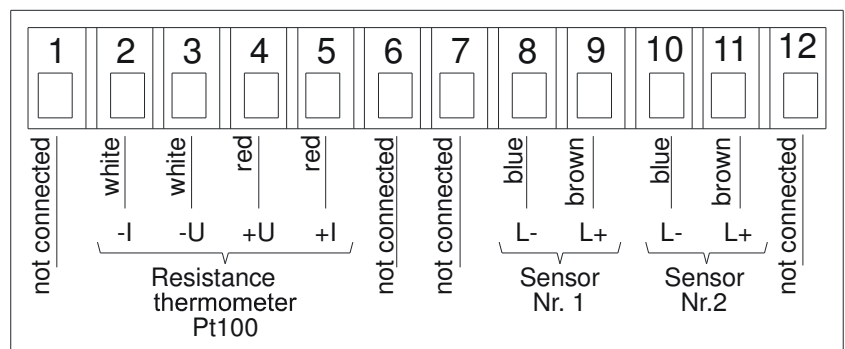 1 2 3 4 5 6 7 8 9 10 11 12
not connected white white red red not connected not connected blue brown blue brown not connected
-I -U +U +I L- L+ L- L+
Resistance
thermometer
Pt100
Sensor
Nr. 1
Sensor
Nr.2